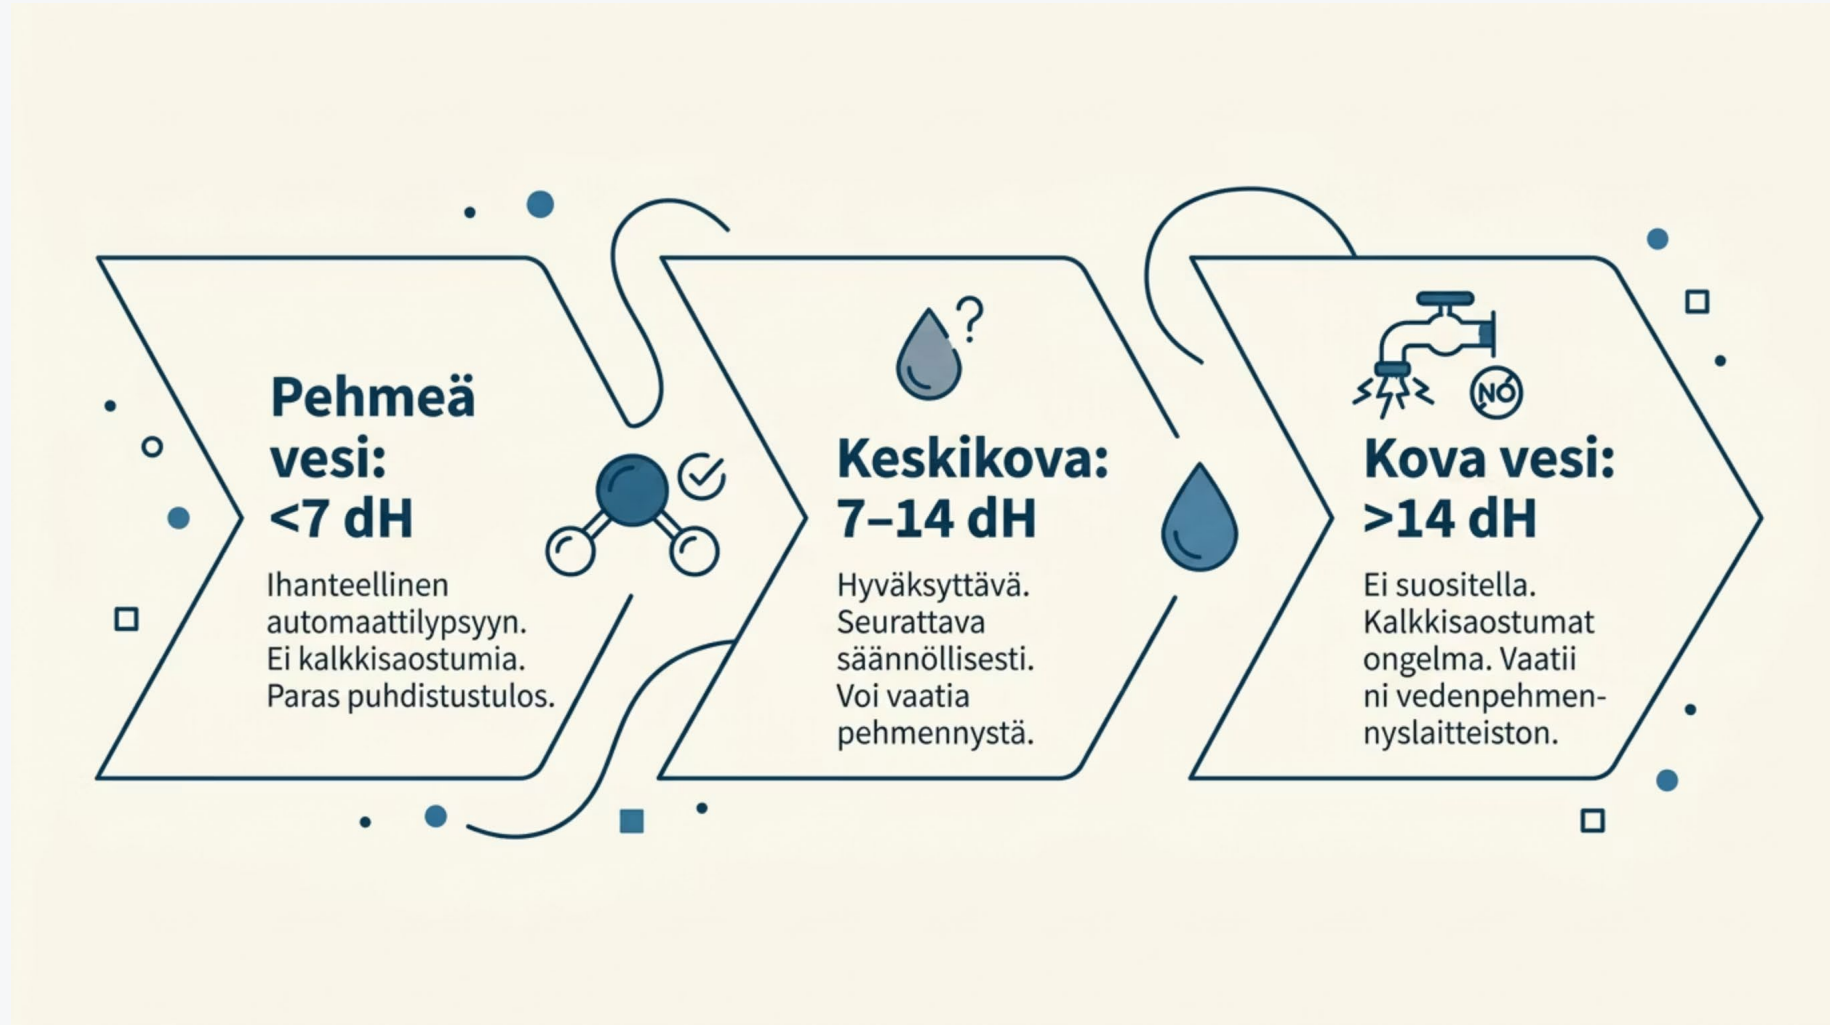 Pehmeä
vesi:
<7 dH
Ihanteellinen
automaattilypsyyn.
Ei kalkkisaostumia.
Paras puhdistustulos.
?
Keskikova:
7–14 dH
Hyväksyttävä.
Seurattava
säännöllisesti.
Voi vaatia
pehmennystä.
NO
Kova vesi:
>14 dH
Ei suositella.
Kalkkisaostumat
ongelma. Vaatii
ni vedenpehmen-
nyslaitteiston.